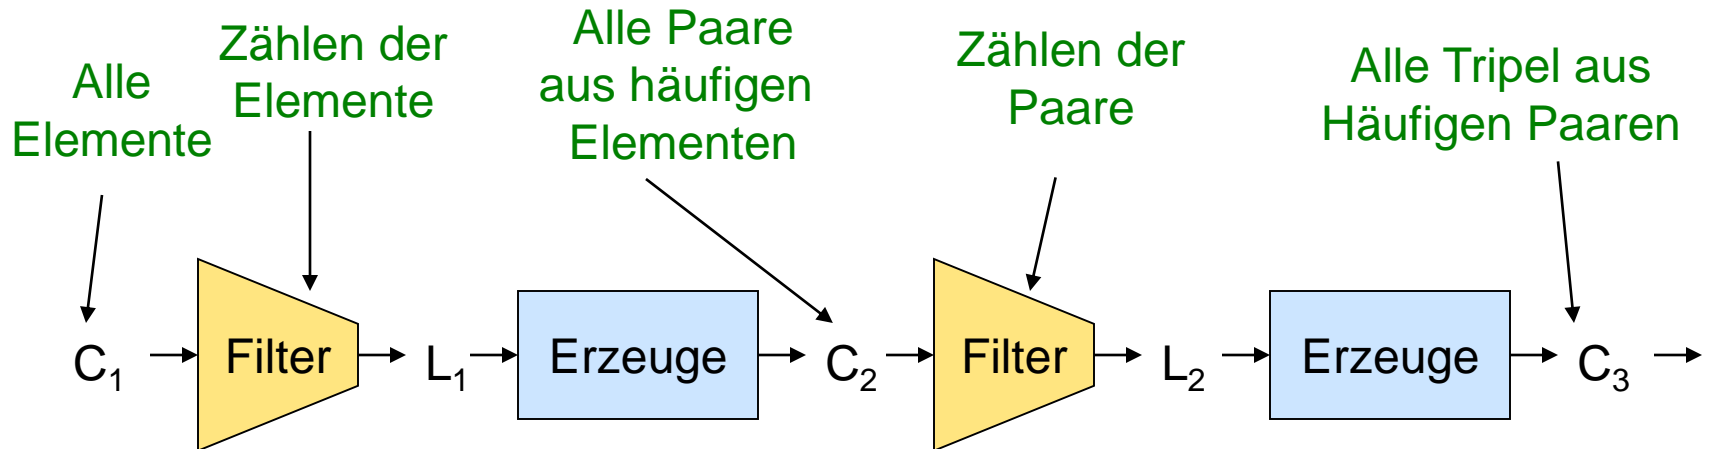 Alle
Elemente
Zählen der
Elemente
Alle Paare
aus häufigen
Elementen
Zählen der
Paare
Alle Tripel aus
Häufigen Paaren
C₁
Filter
L₁
Erzeuge
C₂
Filter
L₂
Erzeuge
C₃